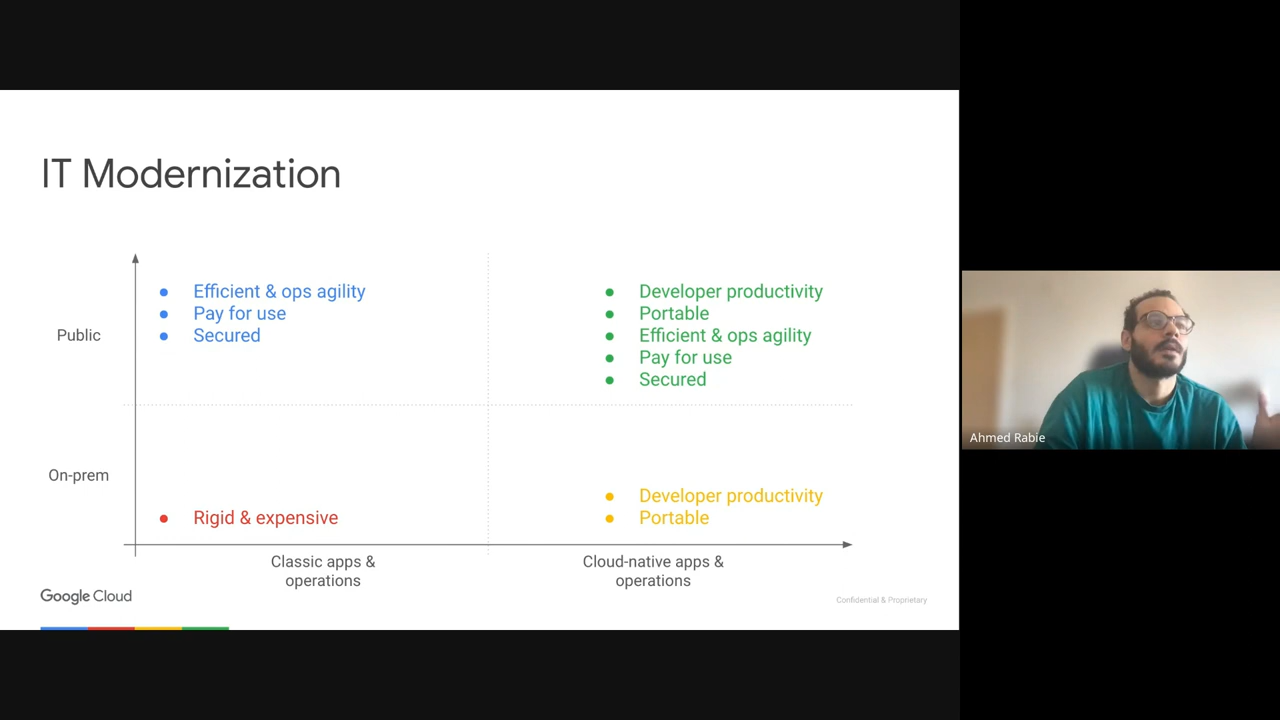 IT Modernization
Public
● Efficient & ops agility
● Pay for use
● Secured
● Developer productivity
● Portable
● Efficient & ops agility
● Pay for use
● Secured
On-prem
● Rigid & expensive
● Developer productivity
● Portable
Classic apps &
operations
Cloud-native apps &
operations
Google Cloud
Confidential & Proprietary
Ahmed Rabie